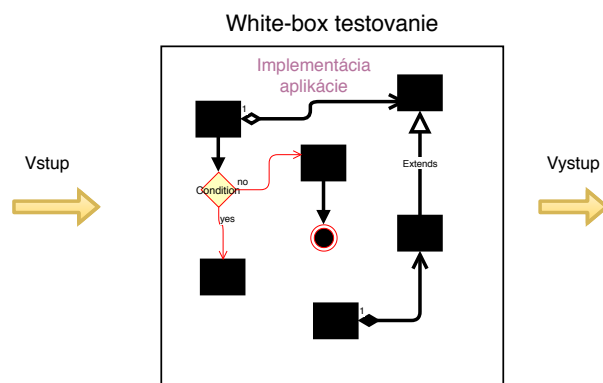 White-box testovanie
Implementácia
aplikácie
1
Vstup
Vystup
Extends
no
Condition
yes
1